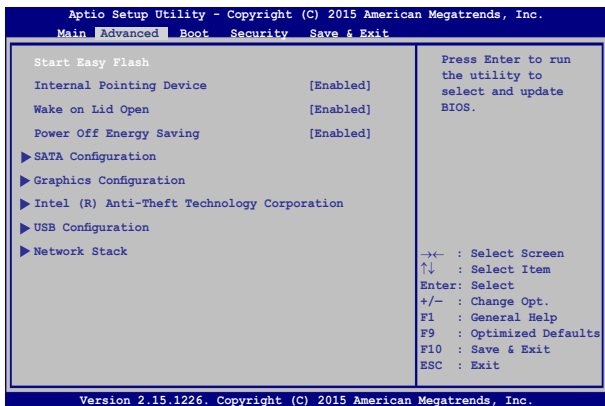 Aptio Setup Utility - Copyright (C) 2015 American Megatrends, Inc.
Main Advanced Boot Security Save & Exit
Start Easy Flash
Internal Pointing Device [Enabled]
Wake on Lid Open [Enabled]
Power Off Energy Saving [Enabled]
SATA Configuration
Graphics Configuration
Intel (R) Anti-Theft Technology Corporation
USB Configuration
Network Stack
Press Enter to run
the utility to
select and update
BIOS.
→← : Select Screen
↑↓ : Select Item
Enter: Select
+/— : Change Opt.
F1 : General Help
F9 : Optimized Defaults
F10 : Save & Exit
ESC : Exit
Version 2.15.1226. Copyright (C) 2015 American Megatrends, Inc.